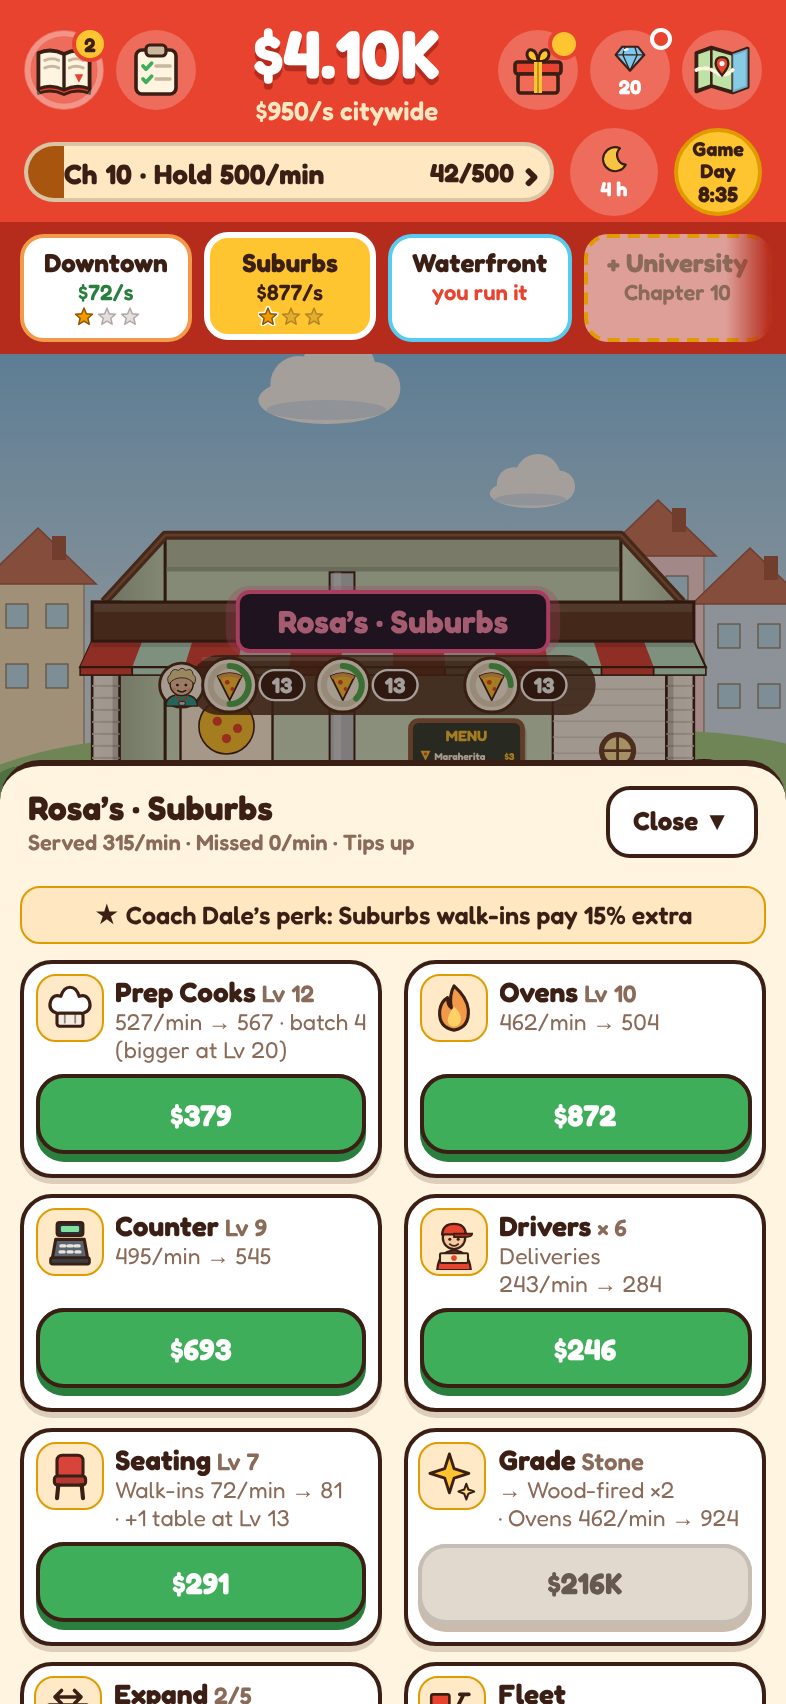 2
$4.10K
$950/s citywide
20
Ch 10 · Hold 500/min
42/500 ›
4 h
Game
Day
8:35
Downtown
$72/s
Suburbs
$877/s
Waterfront
you run it
+ University
Chapter 10
Rosa's · Suburbs
13
13
13
MENU
Margherita $3
Rosa's · Suburbs
Served 315/min · Missed 0/min · Tips up
Close ▼
★ Coach Dale's perk: Suburbs walk-ins pay 15% extra
Prep Cooks Lv 12
527/min → 567 · batch 4
(bigger at Lv 20)
$379
Ovens Lv 10
462/min → 504
$872
Counter Lv 9
495/min → 545
$693
Drivers × 6
Deliveries
243/min → 284
$246
Seating Lv 7
Walk-ins 72/min → 81
· +1 table at Lv 13
$291
Grade Stone
→ Wood-fired ×2
· Ovens 462/min → 924
$216K
Expand 2/5
Fleet